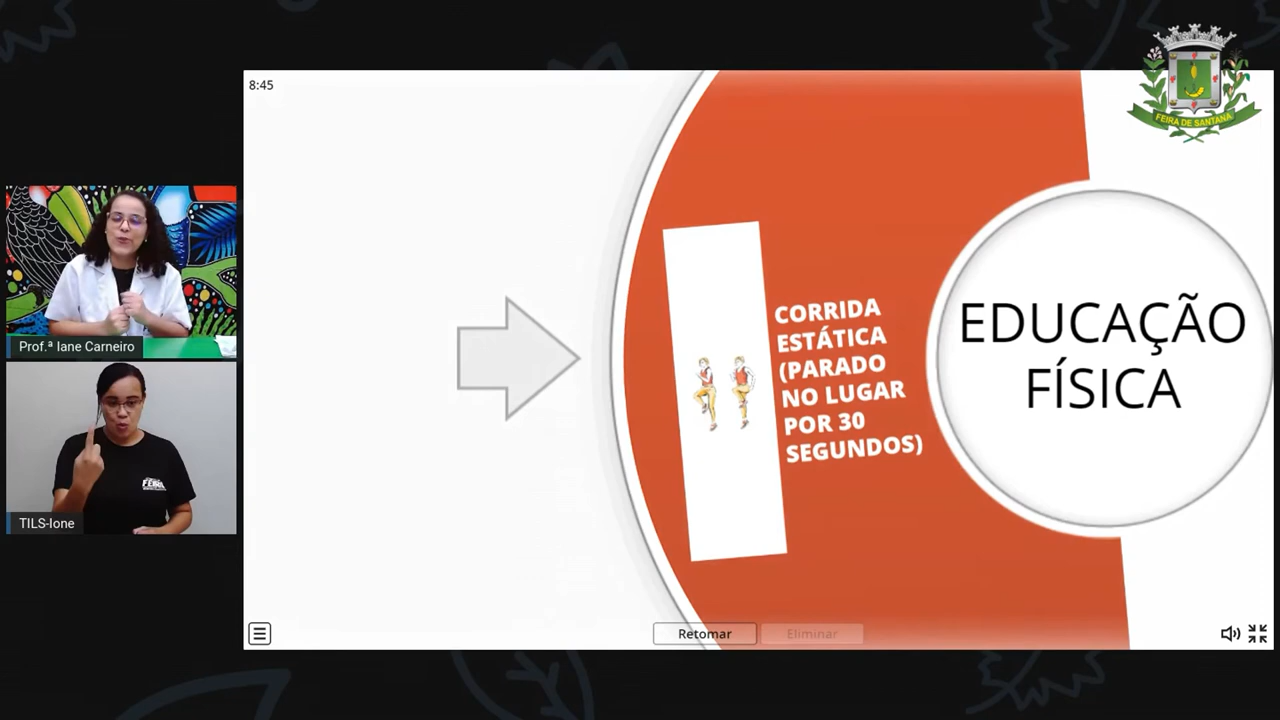 8:45
FEIRA DE SANTANA
CORRIDA
ESTÁTICA
(PARADO
NO LUGAR
POR 30
SEGUNDOS)
EDUCAÇÃO
FÍSICA
Prof.ª Iane Carneiro
FEIRA
TILS-Ione
Retomar
Eliminar